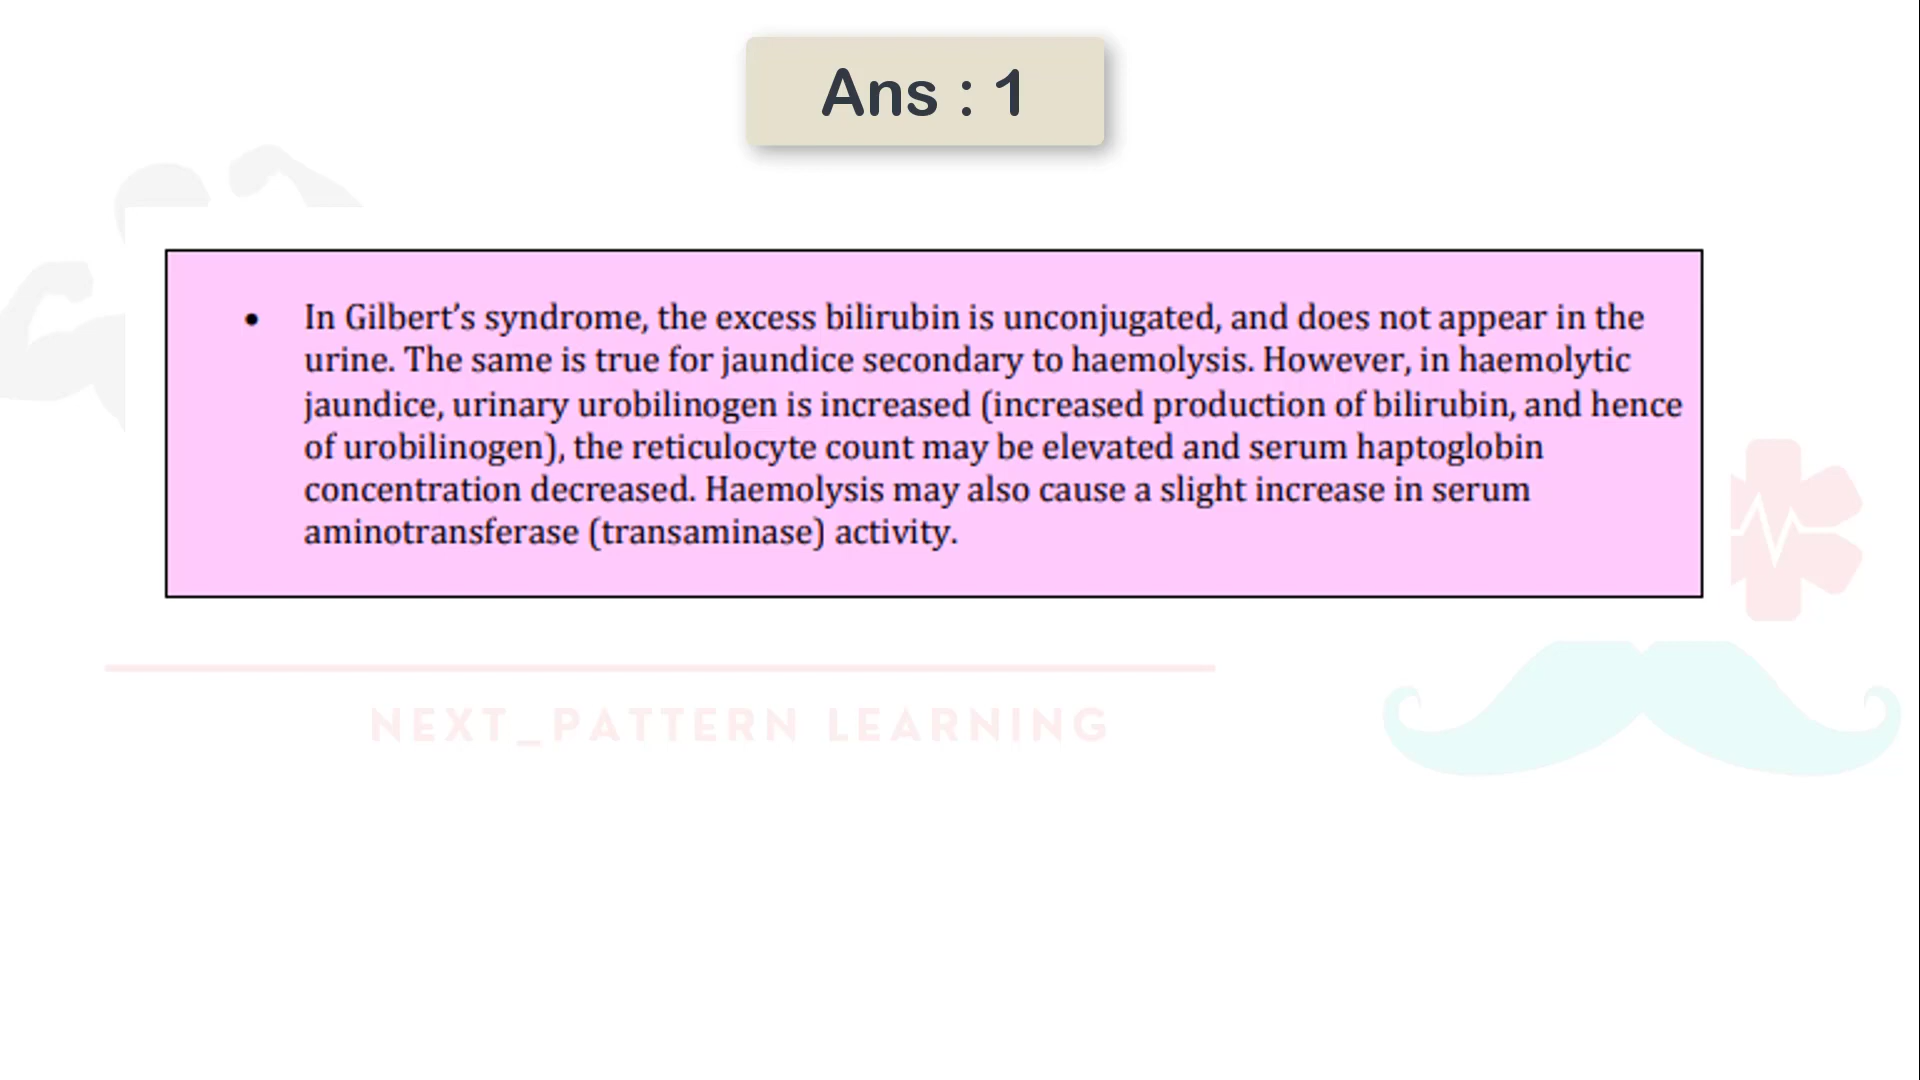 Ans : 1
• In Gilbert’s syndrome, the excess bilirubin is unconjugated, and does not appear in the
urine. The same is true for jaundice secondary to haemolysis. However, in haemolytic
jaundice, urinary urobilinogen is increased (increased production of bilirubin, and hence
of urobilinogen), the reticulocyte count may be elevated and serum haptoglobin
concentration decreased. Haemolysis may also cause a slight increase in serum
aminotransferase (transaminase) activity.
NEXT_PATTERN LEARNING